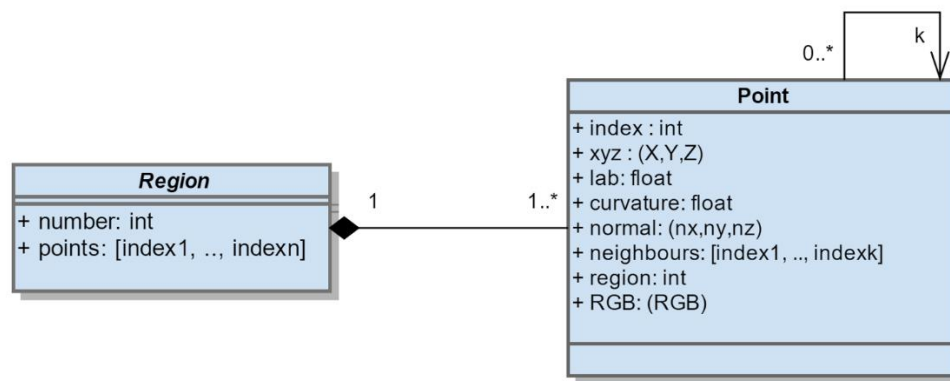 k
0..*
Point
+ index : int
+ xyz : (X,Y,Z)
+ lab: float
+ curvature: float
+ normal: (nx,ny,nz)
+ neighbours: [index1, .., indexk]
+ region: int
+ RGB: (RGB)
Region
+ number: int
+ points: [index1, .., indexn]
1
1..*